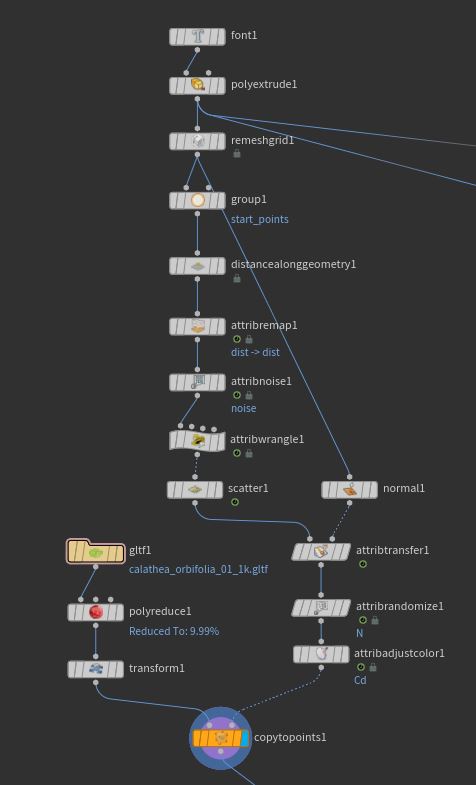 font1
polyextrude1
remeshgrid1
group1
start_points
distancealonggeometry1
attribremap1
dist -> dist
attribnoise1
noise
attribwrangle1
scatter1
normal1
gltf1
calathea_orbifolia_01_1k.gltf
attribtransfer1
polyreduce1
Reduced To: 9.99%
attribrandomize1
N
transform1
attribadjustcolor1
Cd
copytopoints1